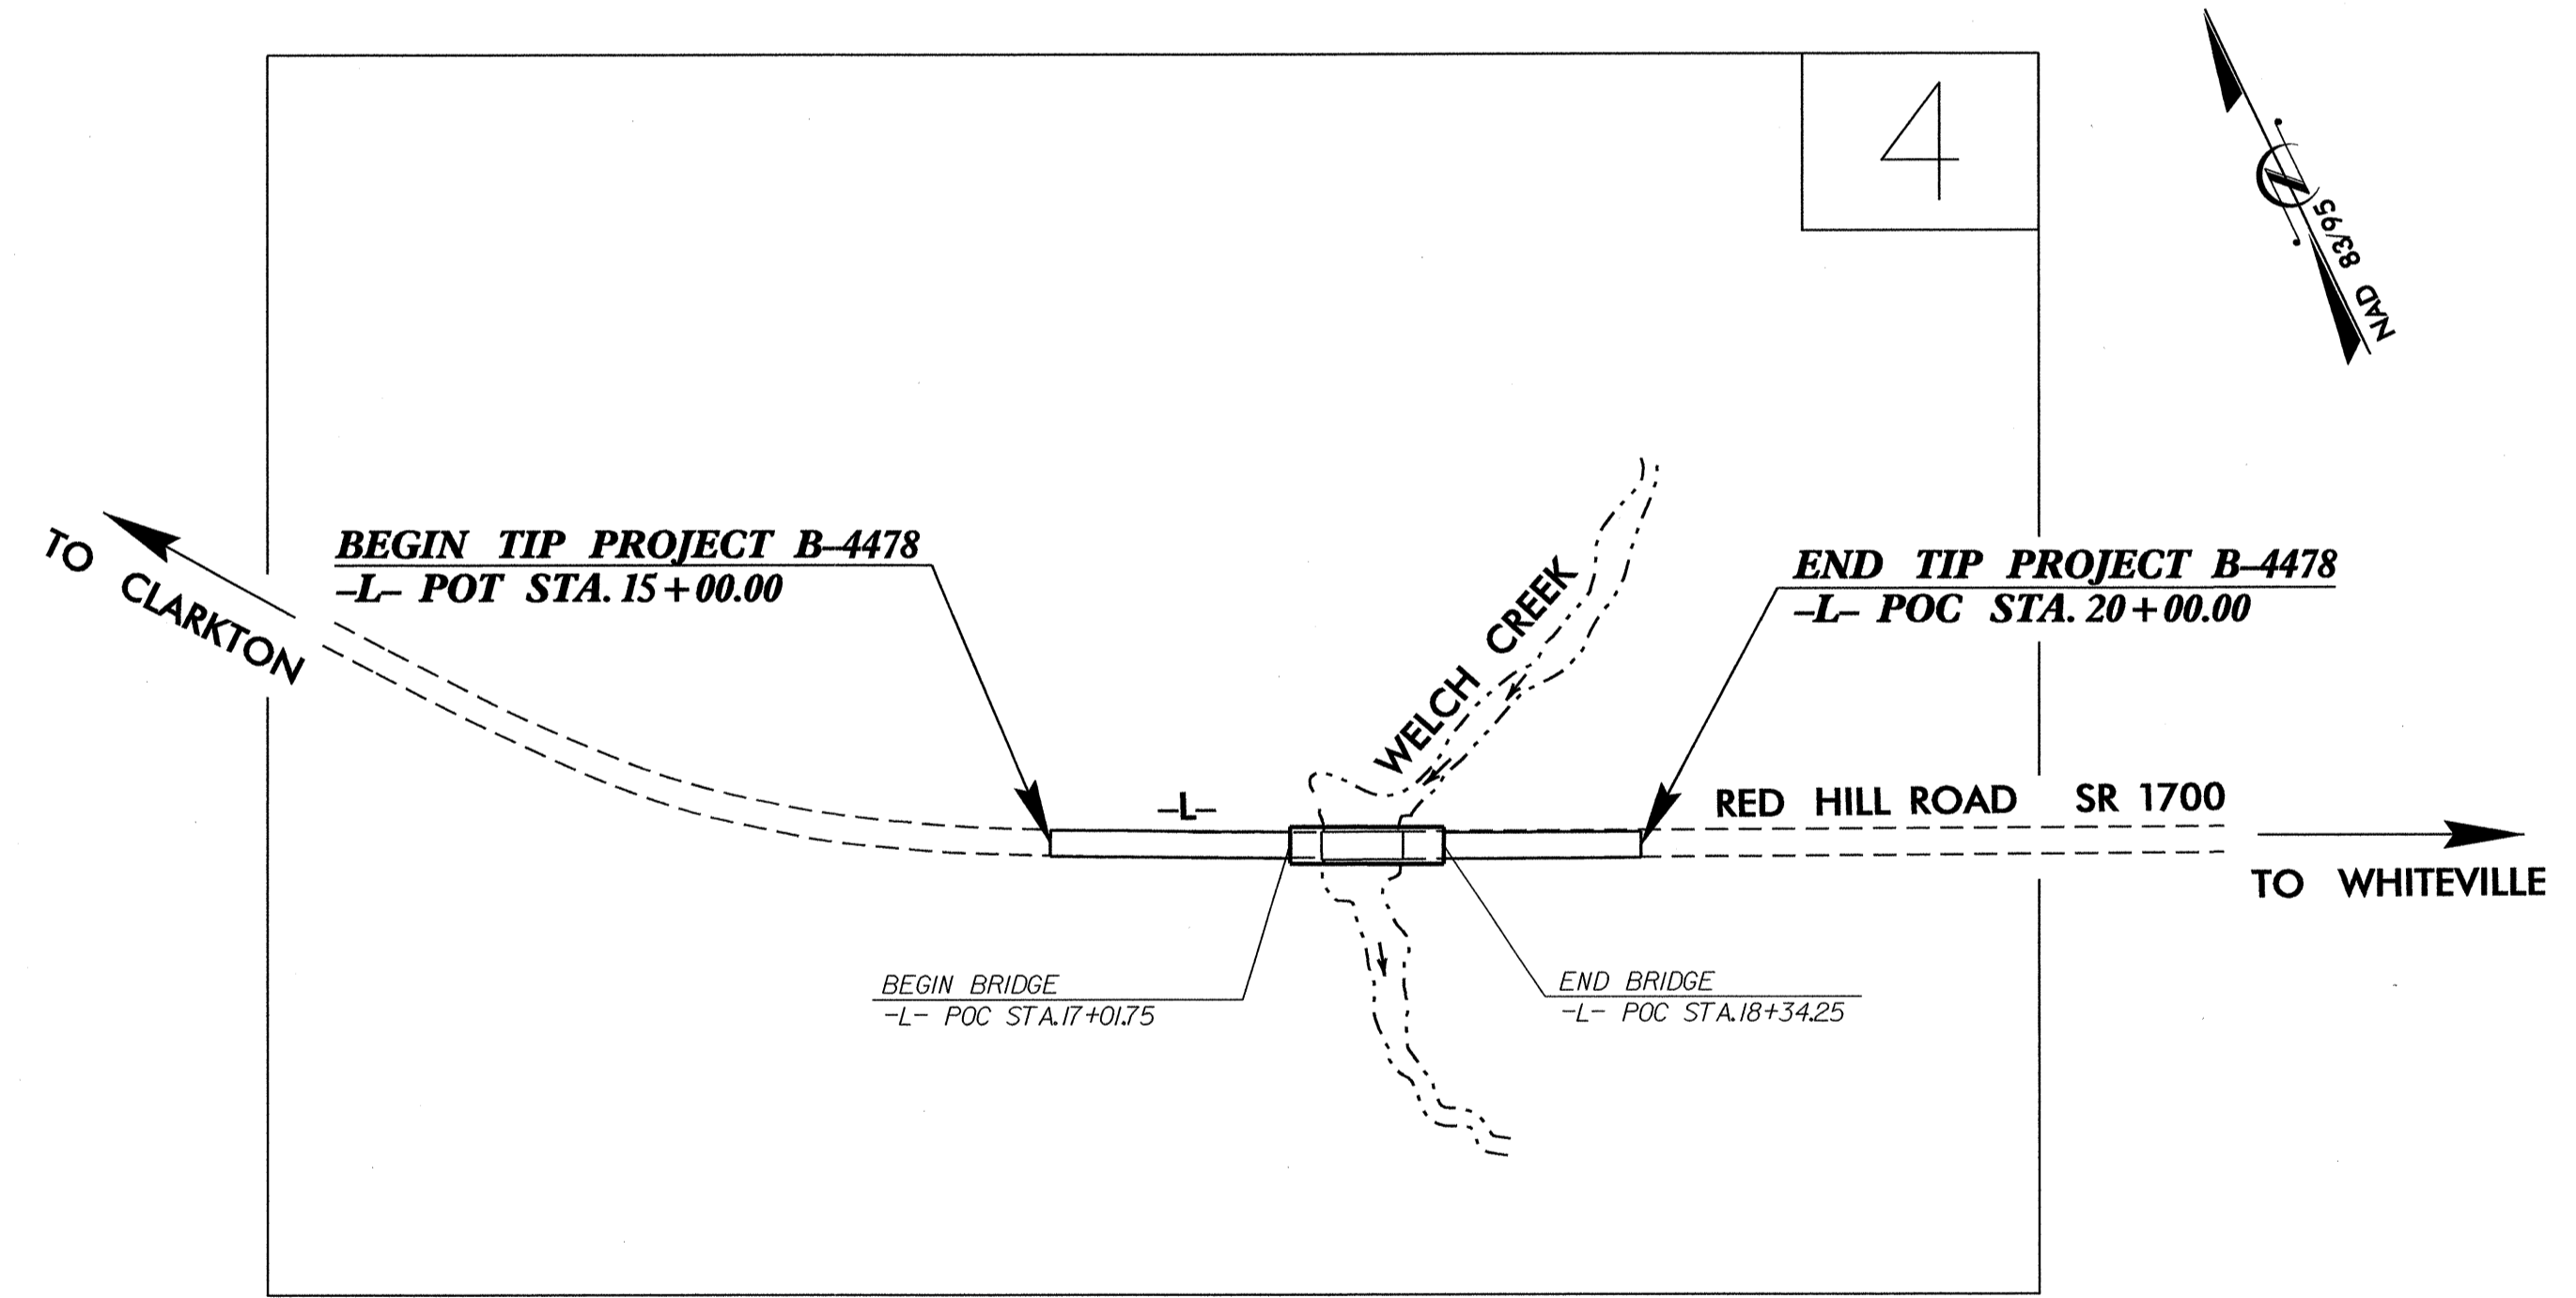 4
N
NAD 83/95
TO CLARKTON
BEGIN TIP PROJECT B–4478
–L– POT STA. 15+00.00
END TIP PROJECT B–4478
–L– POC STA. 20+00.00
WELCH CREEK
–L–
RED HILL ROAD SR 1700
TO WHITEVILLE
BEGIN BRIDGE
-L- POC STA.17+01.75
END BRIDGE
-L- POC STA.18+34.25